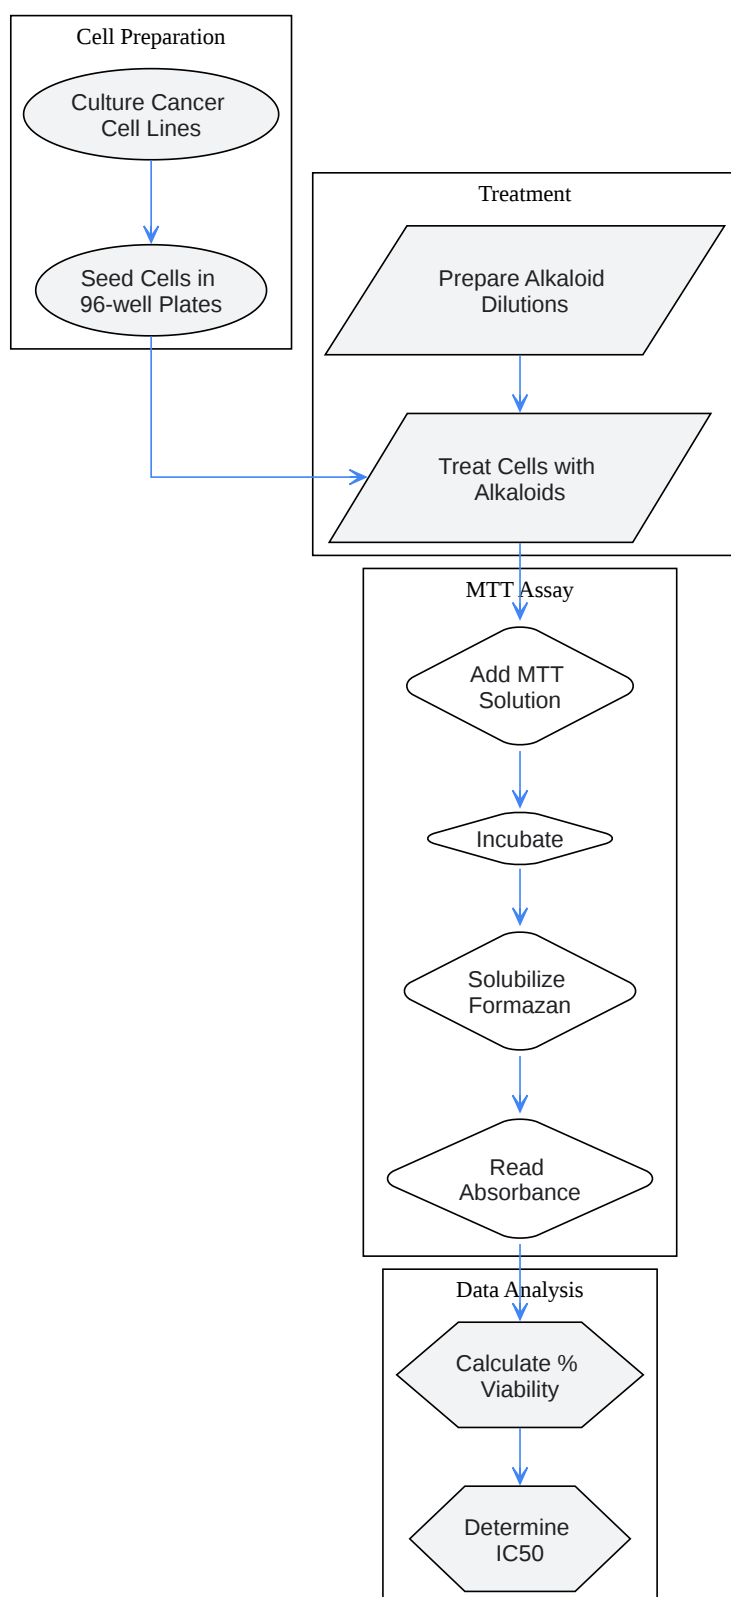 Cell Preparation
Culture Cancer
Cell Lines
Seed Cells in
96-well Plates
Treatment
Prepare Alkaloid
Dilutions
Treat Cells with
Alkaloids
MTT Assay
Add MTT
Solution
Incubate
Solubilize
Formazan
Read
Absorbance
Data Analysis
Calculate %
Viability
Determine
IC50